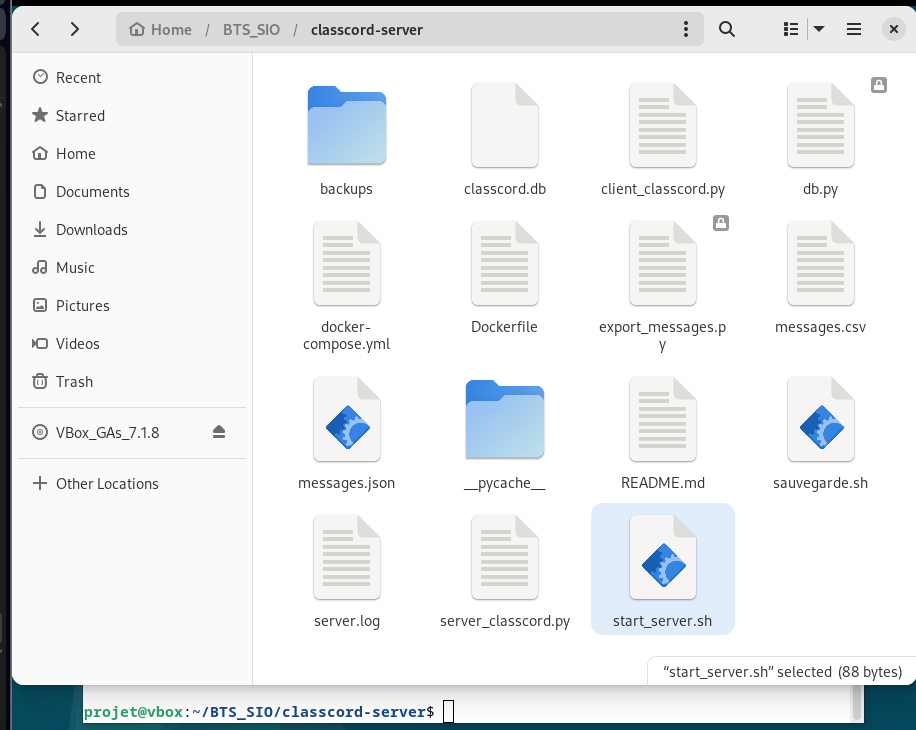 Home / BTS_SIO / classcord-server
Recent
Starred
Home
Documents
Downloads
Music
Pictures
Videos
Trash
VBox_GAs_7.1.8
Other Locations
backups
classcord.db
client_classcord.py
db.py
docker-
compose.yml
Dockerfile
export_messages.p
y
messages.csv
messages.json
__pycache__
README.md
sauvegarde.sh
server.log
server_classcord.py
start_server.sh
“start_server.sh” selected (88 bytes)
projet@vbox:~/BTS_SIO/classcord-server$